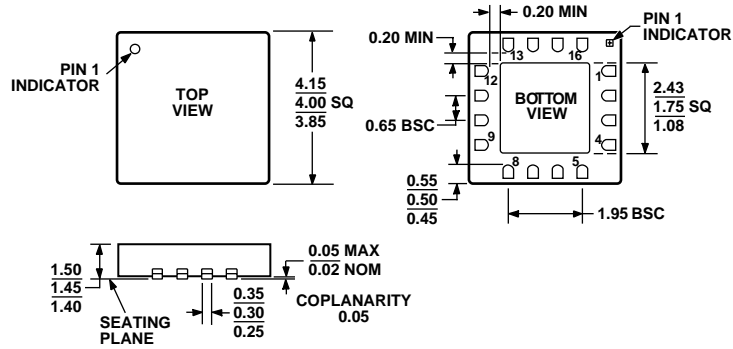 PIN 1
INDICATOR
TOP
VIEW
4.15
4.00 SQ
3.85
0.20 MIN
0.20 MIN
PIN 1
INDICATOR
13
16
12
1
BOTTOM
VIEW
2.43
1.75 SQ
1.08
0.65 BSC
9
4
8
5
0.55
0.50
0.45
1.95 BSC
1.50
1.45
1.40
0.05 MAX
0.02 NOM
0.35
0.30
0.25
COPLANARITY
0.05
SEATING
PLANE